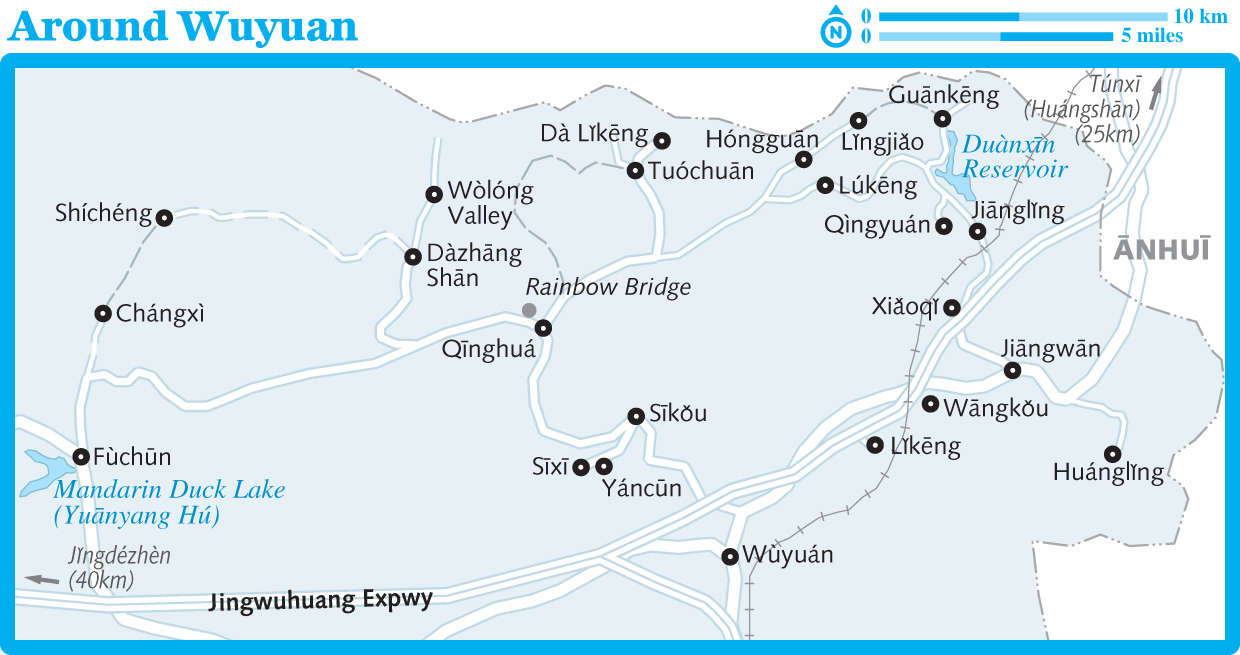 Around Wuyuan
0 10 km
0 5 miles
N
Túnxī
(Huángshān)
(25km)
Guānkēng
Dà Lǐkēng
Hóngguān
Lǐngjiǎo
Duànxīn
Reservoir
Tuóchuān
Lúkēng
Wòlóng
Valley
Shíchéng
Qìngyuán
Jiānglǐng
ĀNHUĪ
Dàzhāng
Shān
Rainbow Bridge
Chángxì
Xiǎoqǐ
Qīnghuá
Jiāngwān
Sīkǒu
Wāngkǒu
Lǐkēng
Fùchūn
Sīxī
Yáncūn
Huánglǐng
Mandarin Duck Lake
(Yuānyang Hú)
Jǐngdézhèn
(40km)
Wùyuán
Jingwuhuang Expwy